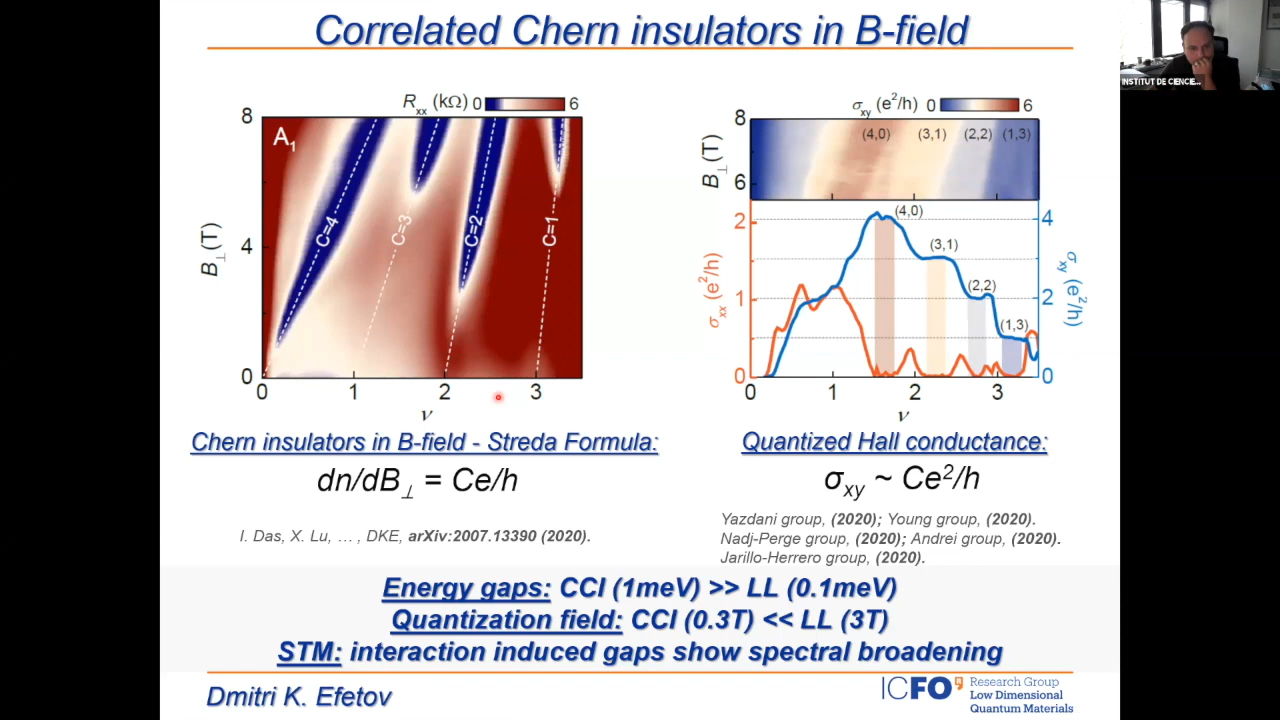 Correlated Chern insulators in B-field
INSTITUT DE CIENCIE...
Rxx (kΩ) 0 6
8
A1
4
0
B⊥(T)
C=4
C=3
C=2
C=1
0 1 2 3
ν
σxy (e²/h) 0 6
8
6
B⊥(T)
(4,0) (3,1) (2,2) (1,3)
2
1
0
σxx (e²/h)
(4,0)
(3,1)
(2,2)
(1,3)
4
2
0
σxy (e²/h)
0 1 2 3
ν
Chern insulators in B-field - Streda Formula:
dn/dB⊥ = Ce/h
I. Das, X. Lu, … , DKE, arXiv:2007.13390 (2020).
Quantized Hall conductance:
σxy ~ Ce²/h
Yazdani group, (2020); Young group, (2020).
Nadj-Perge group, (2020); Andrei group, (2020).
Jarillo-Herrero group, (2020).
Energy gaps: CCI (1meV) >> LL (0.1meV)
Quantization field: CCI (0.3T) << LL (3T)
STM: interaction induced gaps show spectral broadening
Dmitri K. Efetov
ICFO
Research Group
Low Dimensional
Quantum Materials